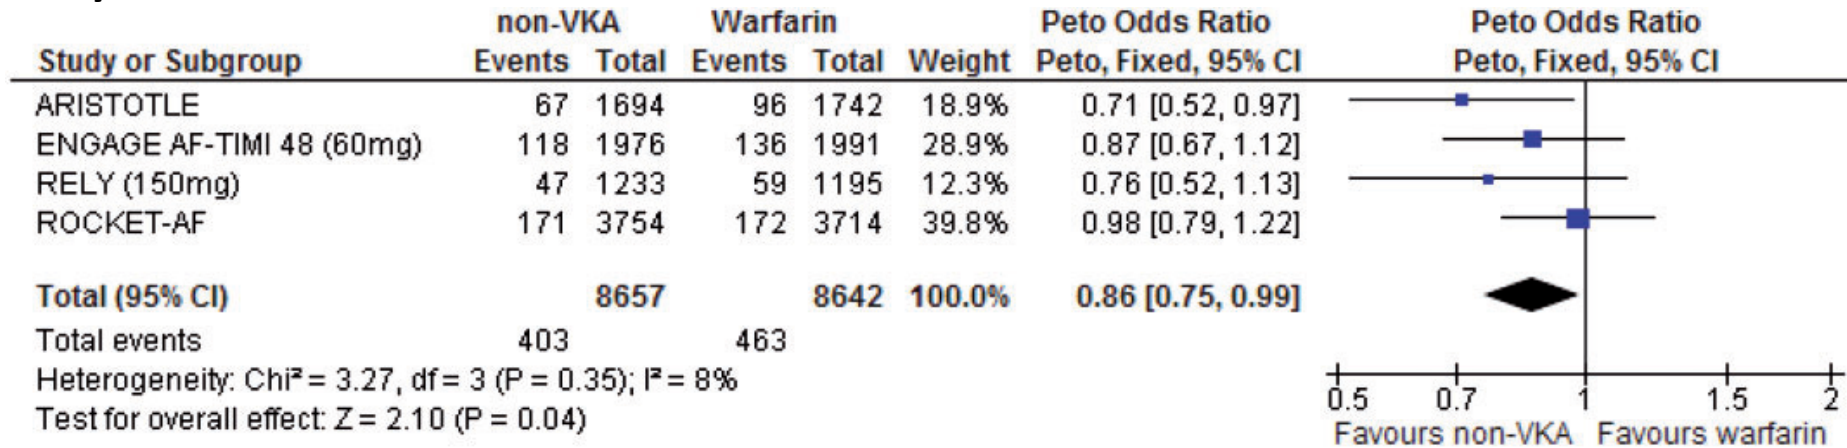 non-VKA Warfarin Peto Odds Ratio Peto Odds Ratio
Study or Subgroup Events Total Events Total Weight Peto, Fixed, 95% CI Peto, Fixed, 95% CI
ARISTOTLE 67 1694 96 1742 18.9% 0.71 [0.52, 0.97]
ENGAGE AF-TIMI 48 (60mg) 118 1976 136 1991 28.9% 0.87 [0.67, 1.12]
RELY (150mg) 47 1233 59 1195 12.3% 0.76 [0.52, 1.13]
ROCKET-AF 171 3754 172 3714 39.8% 0.98 [0.79, 1.22]
Total (95% CI) 8657 8642 100.0% 0.86 [0.75, 0.99]
Total events 403 463
Heterogeneity: Chi² = 3.27, df = 3 (P = 0.35); I² = 8%
Test for overall effect: Z = 2.10 (P = 0.04)
0.5 0.7 1 1.5 2
Favours non-VKA Favours warfarin